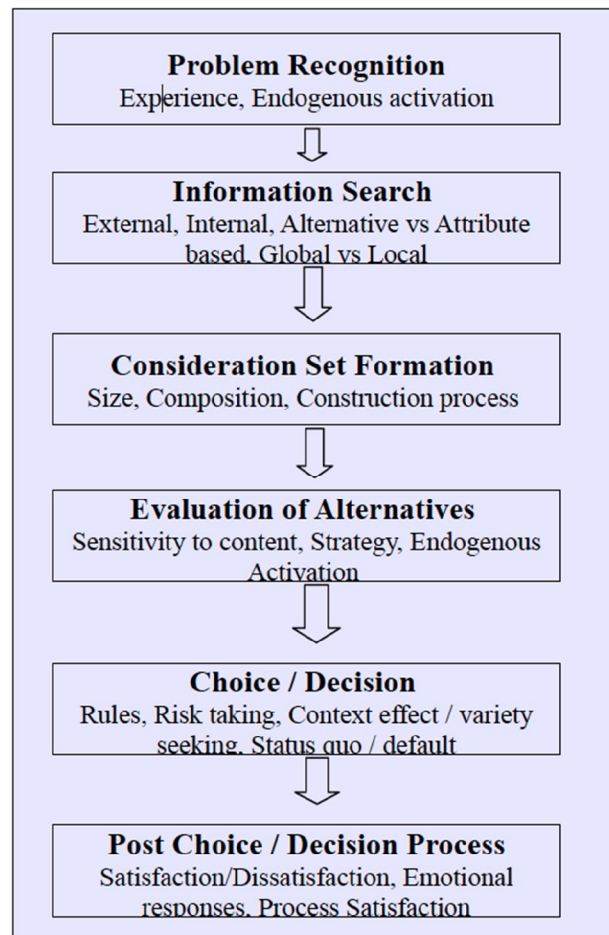 Problem Recognition
Experience, Endogenous activation
Information Search
External, Internal, Alternative vs Attribute
based, Global vs Local
Consideration Set Formation
Size, Composition, Construction process
Evaluation of Alternatives
Sensitivity to content, Strategy, Endogenous
Activation
Choice / Decision
Rules, Risk taking, Context effect / variety
seeking, Status quo / default
Post Choice / Decision Process
Satisfaction/Dissatisfaction, Emotional
responses, Process Satisfaction